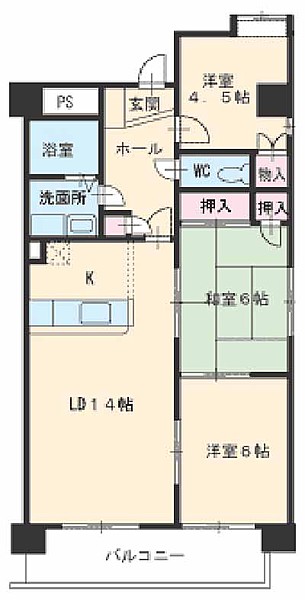 洋室
4．5帖
PS
玄関
浴室
ホール
WC
物入
洗面所
押入
押入
K
和室6帖
LD14帖
洋室6帖
バルコニー